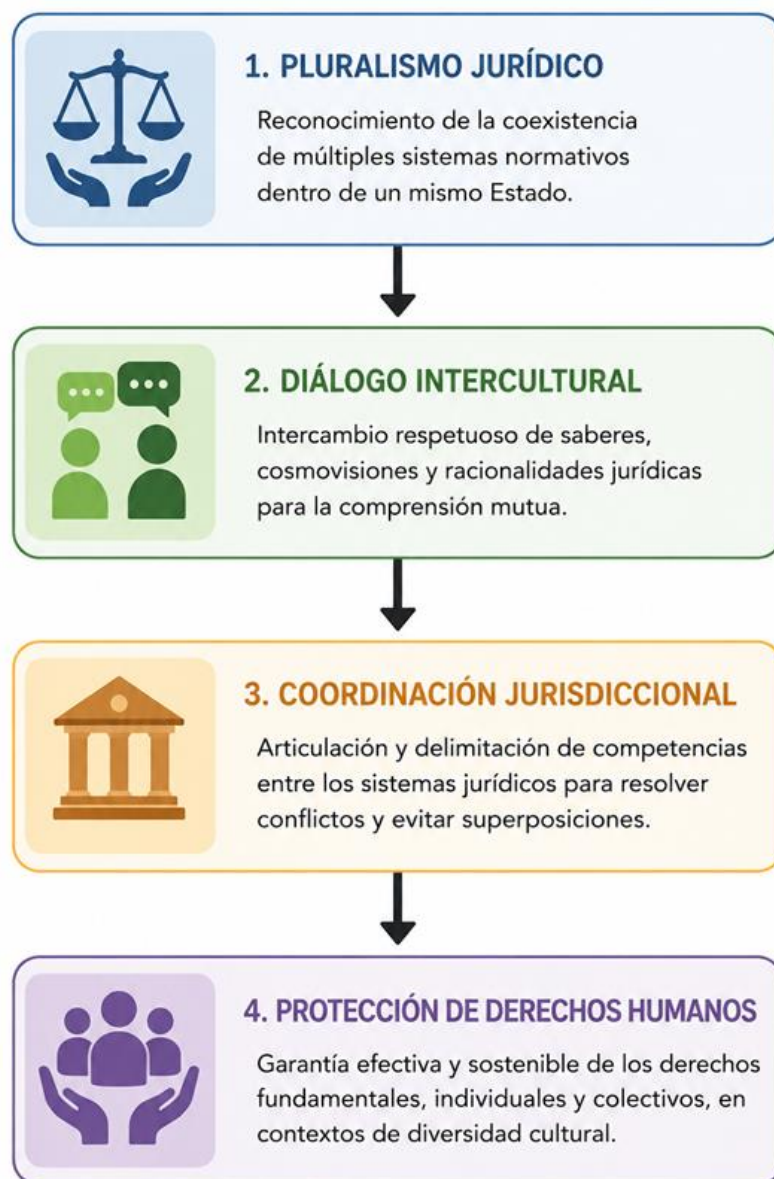 1. PLURALISMO JURÍDICO
Reconocimiento de la coexistencia
de múltiples sistemas normativos
dentro de un mismo Estado.
2. DIÁLOGO INTERCULTURAL
Intercambio respetuoso de saberes,
cosmovisiones y racionalidades jurídicas
para la comprensión mutua.
3. COORDINACIÓN JURISDICCIONAL
Articulación y delimitación de competencias
entre los sistemas jurídicos para resolver
conflictos y evitar superposiciones.
4. PROTECCIÓN DE DERECHOS HUMANOS
Garantía efectiva y sostenible de los derechos
fundamentales, individuales y colectivos, en
contextos de diversidad cultural.